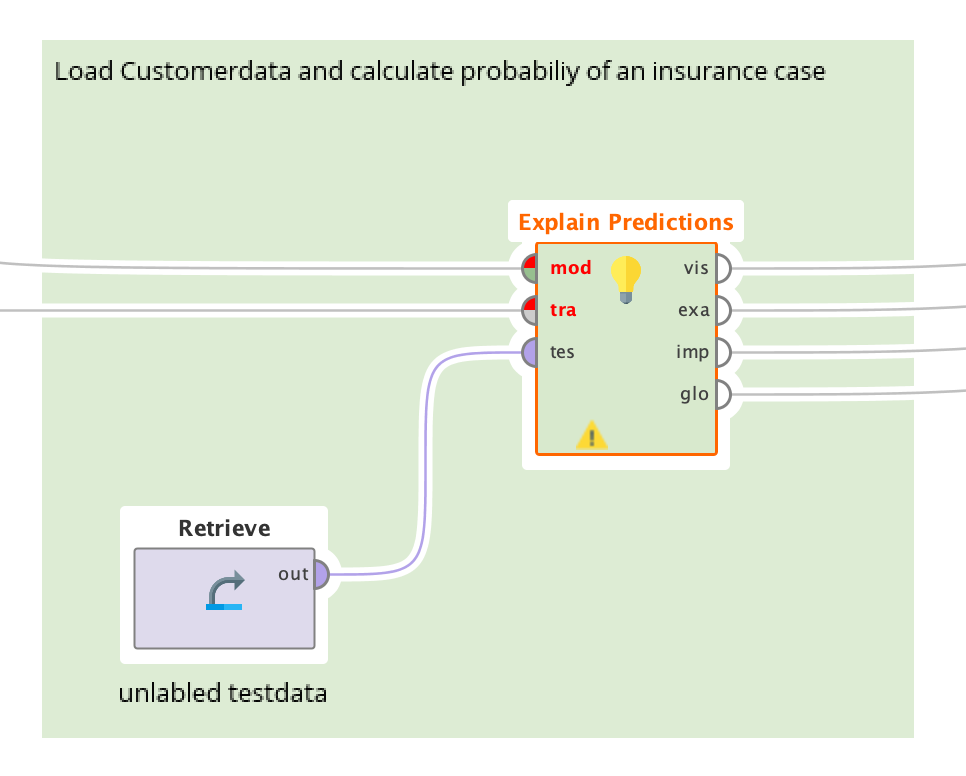 Load Customerdata and calculate probabiliy of an insurance case
Explain Predictions
mod vis
tra exa
tes imp
glo
Retrieve
out
unlabled testdata